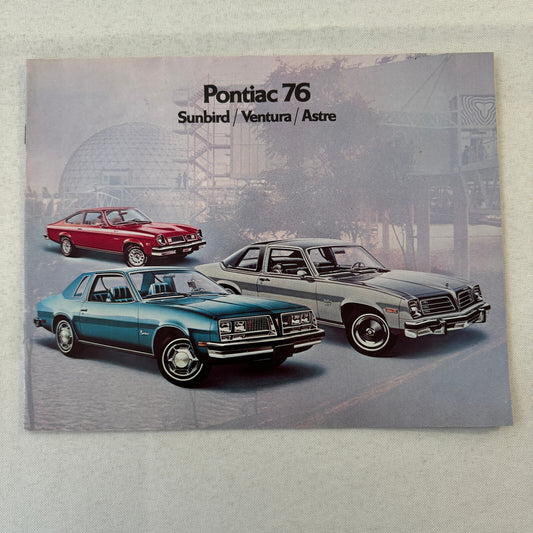 Pontiac 76
Sunbird / Ventura / Astre